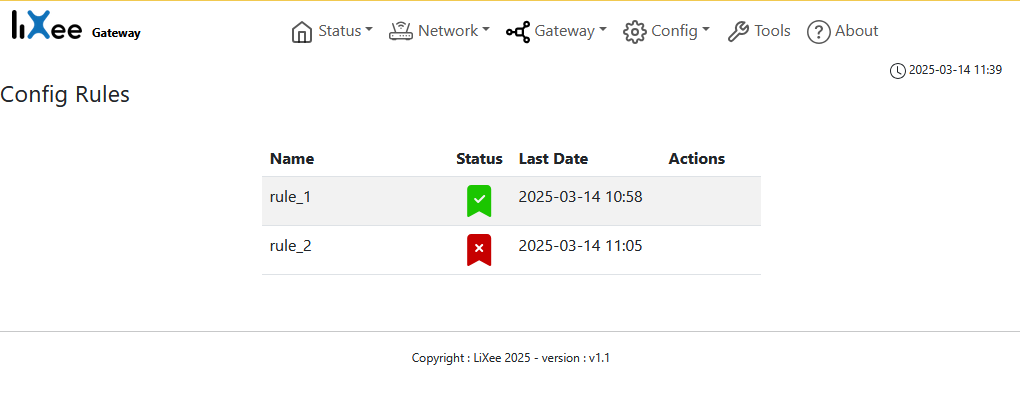 LiXee Gateway Status Network Gateway Config Tools About
2025-03-14 11:39
Config Rules
Name Status Last Date Actions
rule_1 2025-03-14 10:58
rule_2 2025-03-14 11:05
Copyright : LiXee 2025 - version : v1.1